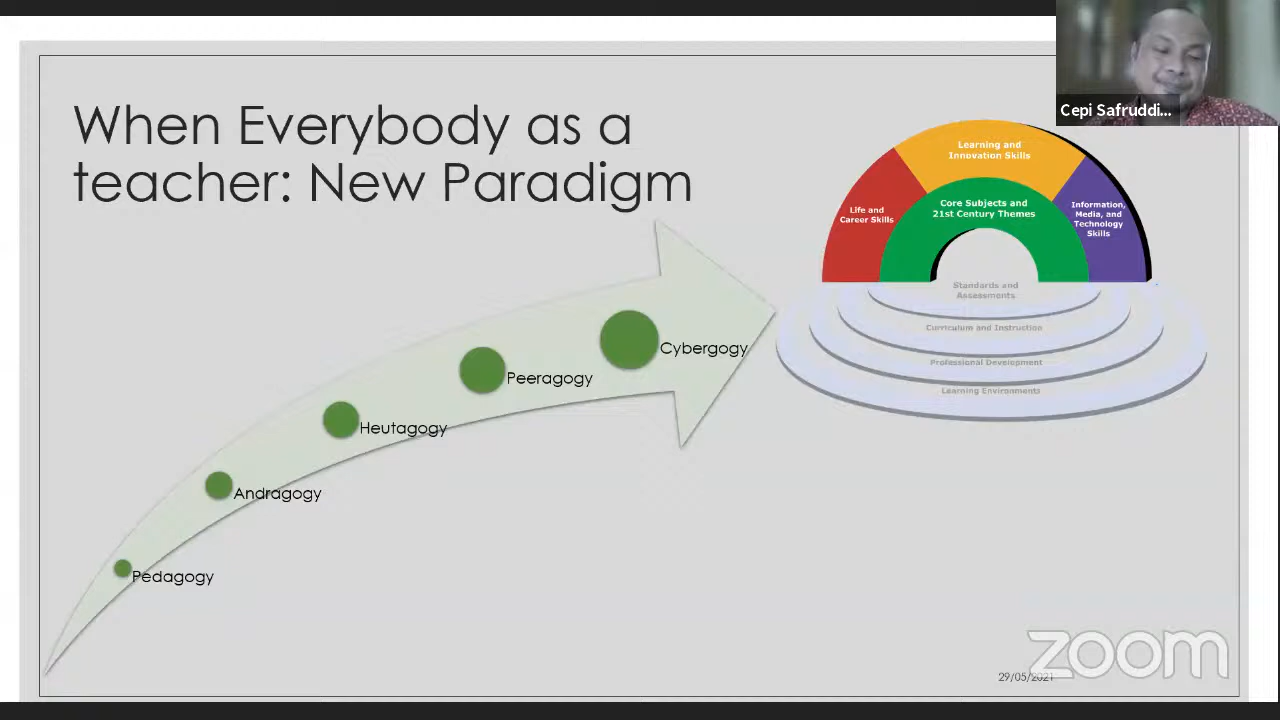 When Everybody as a
teacher: New Paradigm
Cepi Safruddi...
Learning and
Innovation Skills
Core Subjects and
21st Century Themes
Life and
Career Skills
Information,
Media, and
Technology
Skills
Standards and
Assessments
Curriculum and Instruction
Professional Development
Learning Environments
Cybergogy
Peeragogy
Heutagogy
Andragogy
Pedagogy
zoom
29/05/2021